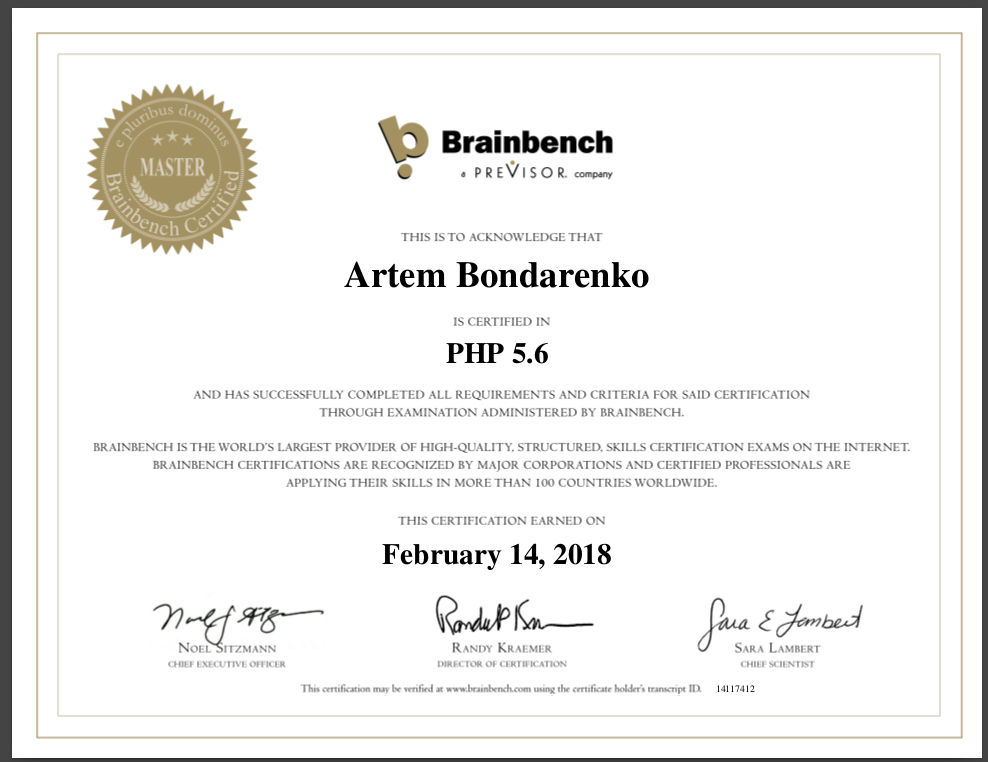 e pluribus dominus
MASTER
Brainbench Certified
Brainbench
a PREVISOR. company
THIS IS TO ACKNOWLEDGE THAT
Artem Bondarenko
IS CERTIFIED IN
PHP 5.6
AND HAS SUCCESSFULLY COMPLETED ALL REQUIREMENTS AND CRITERIA FOR SAID CERTIFICATION
THROUGH EXAMINATION ADMINISTERED BY BRAINBENCH.
BRAINBENCH IS THE WORLD'S LARGEST PROVIDER OF HIGH-QUALITY, STRUCTURED, SKILLS CERTIFICATION EXAMS ON THE INTERNET.
BRAINBENCH CERTIFICATIONS ARE RECOGNIZED BY MAJOR CORPORATIONS AND CERTIFIED PROFESSIONALS ARE
APPLYING THEIR SKILLS IN MORE THAN 100 COUNTRIES WORLDWIDE.
THIS CERTIFICATION EARNED ON
February 14, 2018
Sara E Lambert
NOEL SITZMANN
CHIEF EXECUTIVE OFFICER
RANDY KRAEMER
DIRECTOR OF CERTIFICATION
SARA LAMBERT
CHIEF SCIENTIST
This certification may be verified at www.brainbench.com using the certificate holder's transcript ID. 14117412